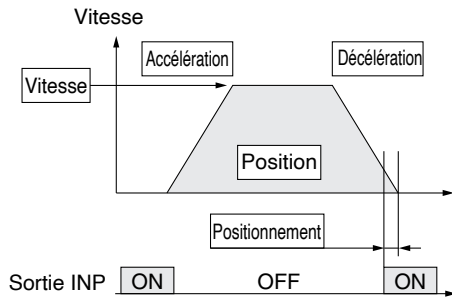 Vitesse
Accélération
Décélération
Vitesse
Position
Positionnement
Sortie INP ON OFF ON